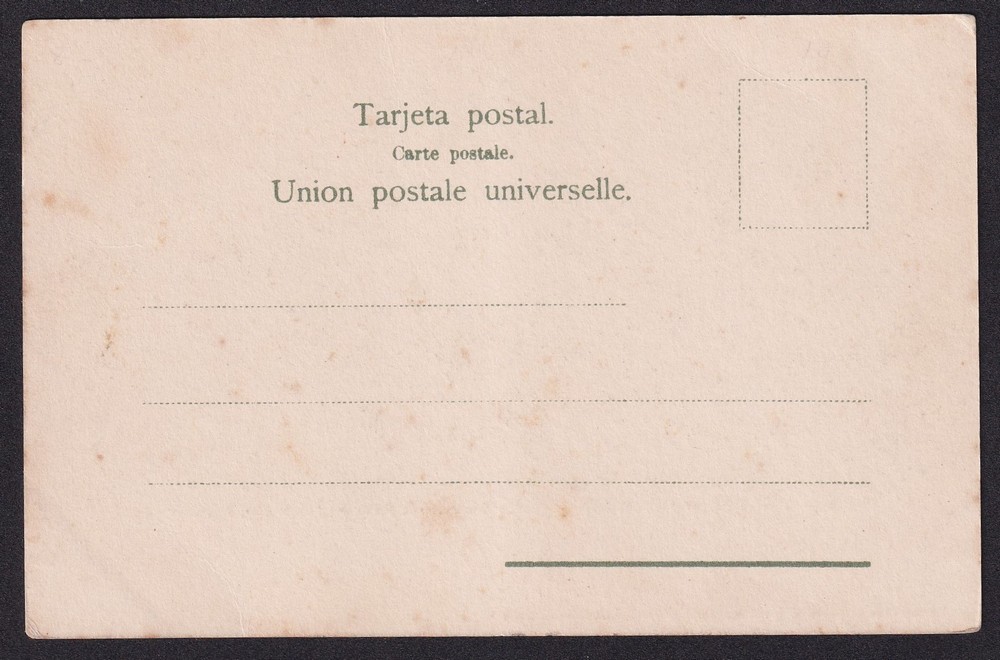 Tarjeta postal.
Carte postale.
Union postale universelle.